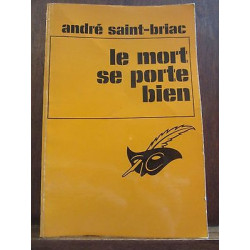 andré saint-briac
le mort
se porte
bien